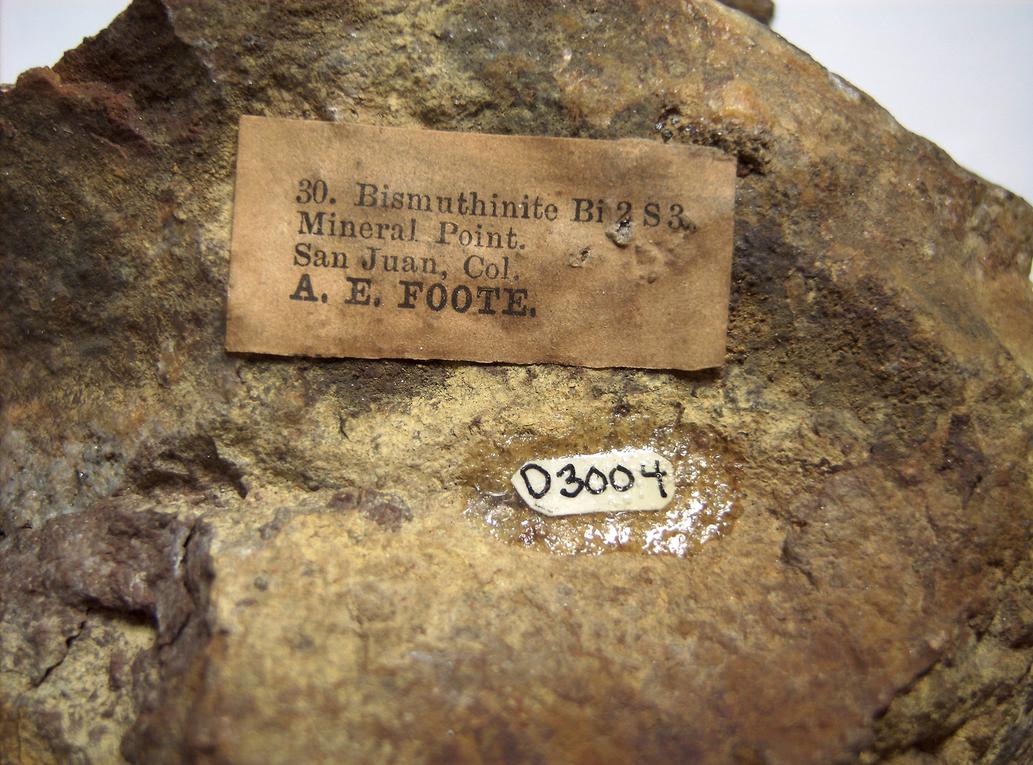 30. Bismuthinite Bi 2 S 3.
Mineral Point.
San Juan, Col.
A. E. FOOTE.
D3004